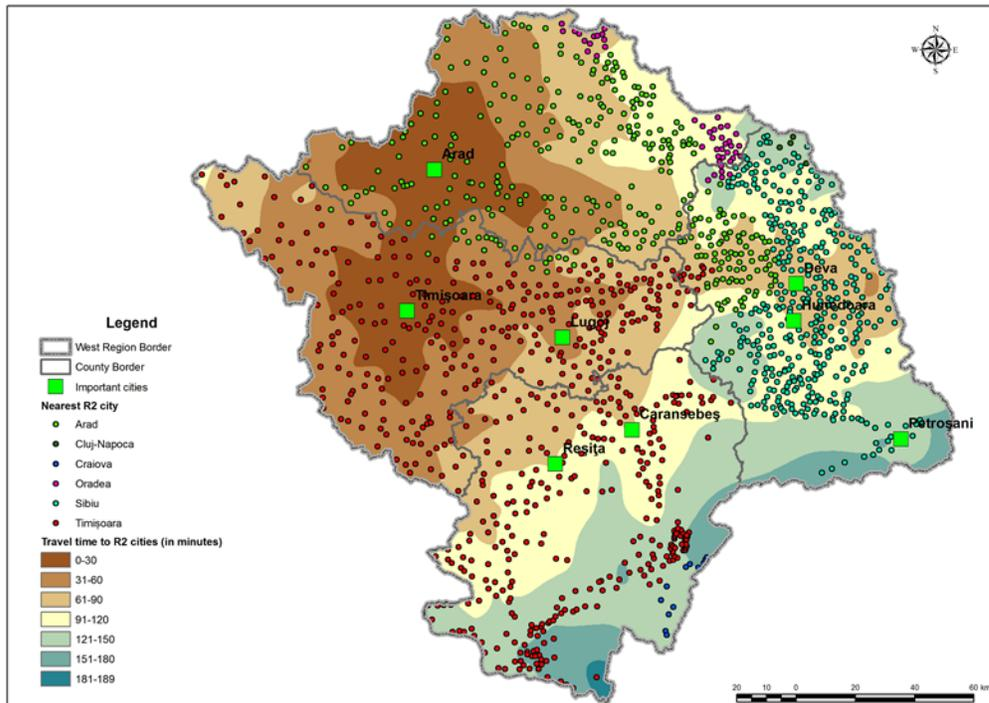 N
W E
S
Arad
Timișoara
Lugoj
Deva
Hunedoara
Caransebeș
Reșița
Petroșani
Legend
West Region Border
County Border
Important cities
Nearest R2 city
Arad
Cluj-Napoca
Craiova
Oradea
Sibiu
Timișoara
Travel time to R2 cities (in minutes)
0-30
31-60
61-90
91-120
121-150
151-180
181-189
20 10 0 20 40 60 km